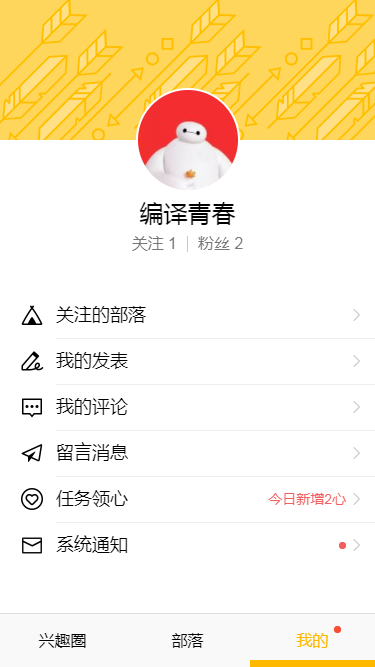 编译青春
关注 1 | 粉丝 2
关注的部落
我的发表
我的评论
留言消息
任务领心 今日新增2心
系统通知
兴趣圈 部落 我的